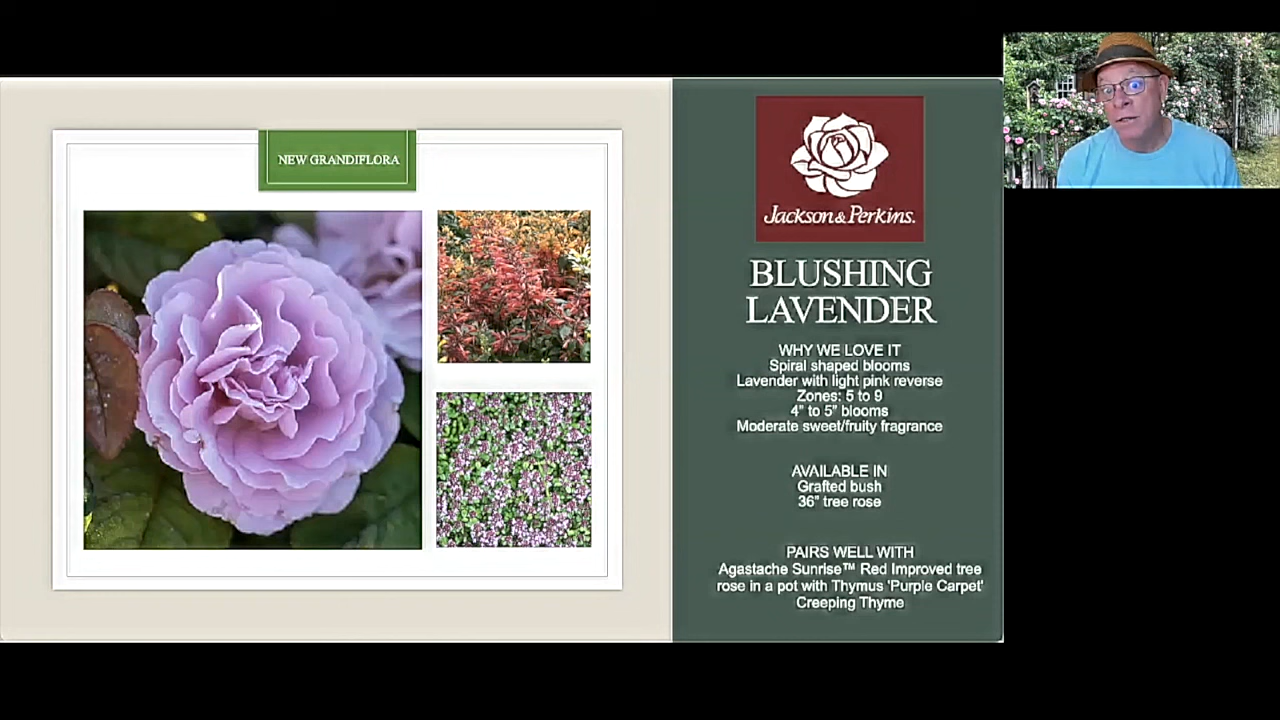 NEW GRANDIFLORA
Jackson & Perkins.
BLUSHING
LAVENDER
WHY WE LOVE IT
Spiral shaped blooms
Lavender with light pink reverse
Zones: 5 to 9
4” to 5” blooms
Moderate sweet/fruity fragrance
AVAILABLE IN
Grafted bush
36” tree rose
PAIRS WELL WITH
Agastache Sunrise™ Red Improved tree
rose in a pot with Thymus 'Purple Carpet'
Creeping Thyme